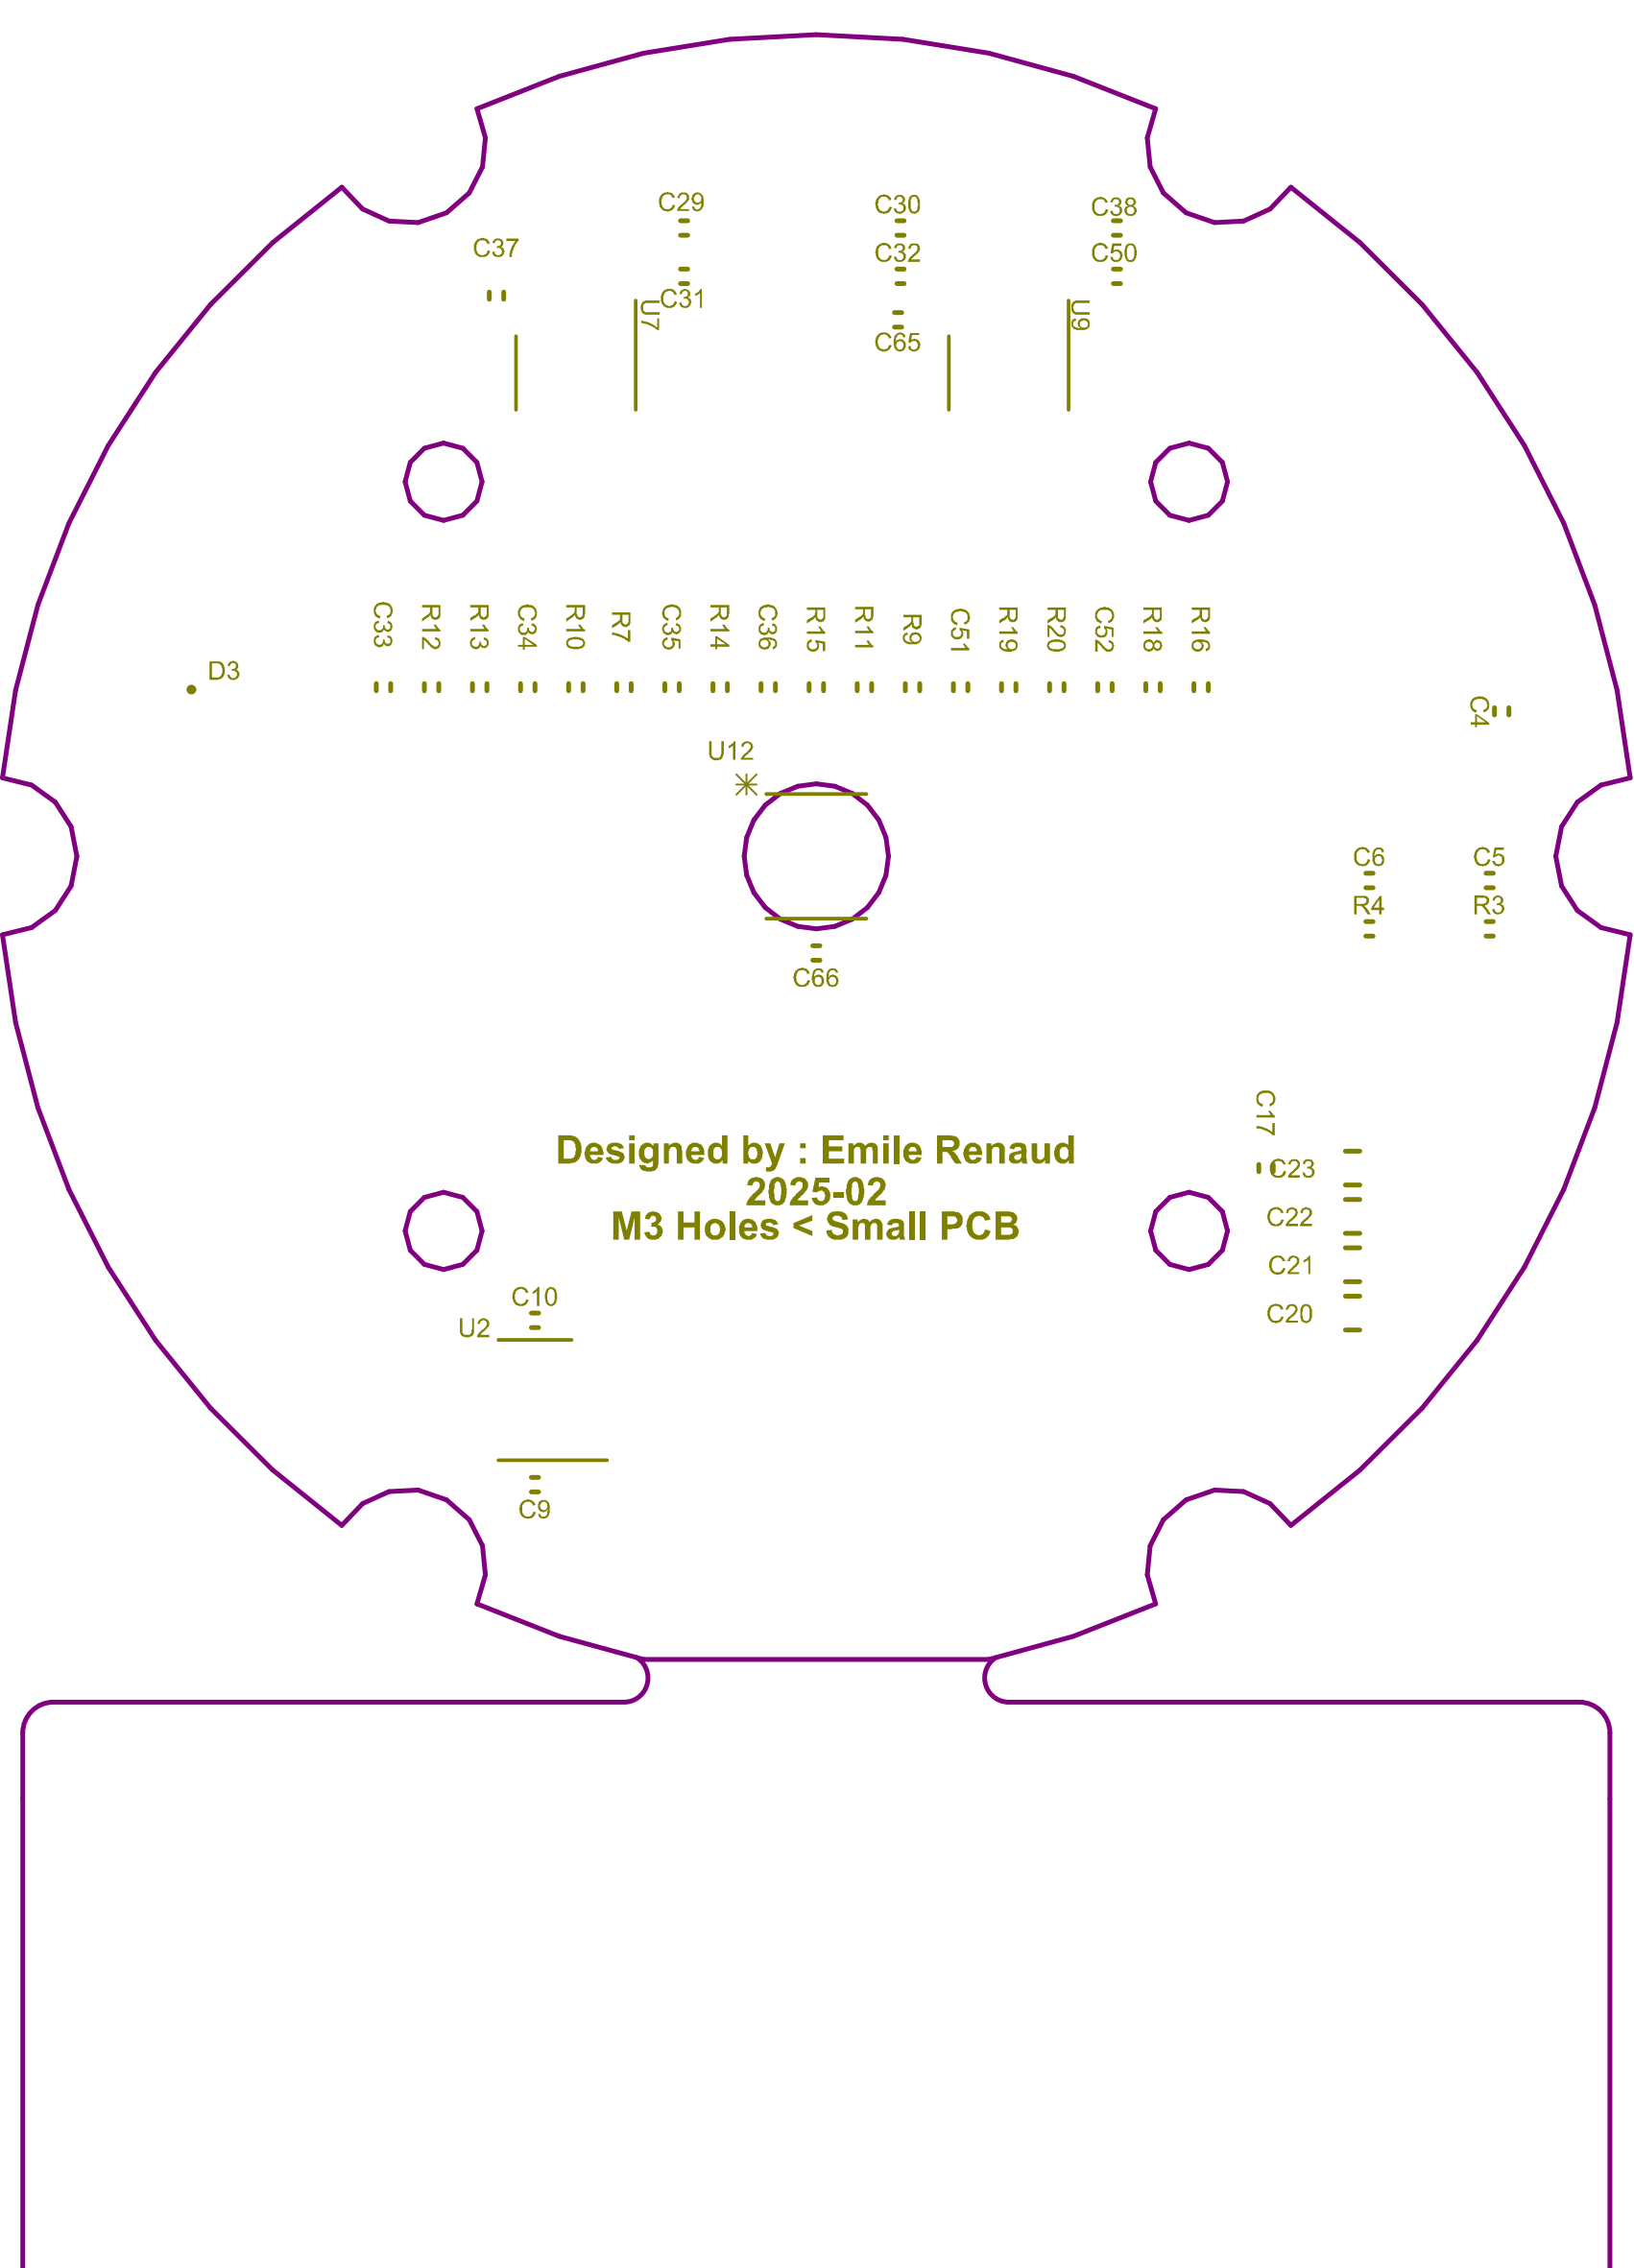 C29
C30
C38
C37
C32
C50
C31
U7
U9
C65
C33
R12
R13
C34
R10
R7
C35
R14
C36
R15
R11
R9
C51
R19
R20
C52
R18
R16
D3
C4
U12
C6
C5
R4
R3
C66
C17
Designed by : Emile Renaud
C23
2025-02
C22
M3 Holes < Small PCB
C21
C10
C20
U2
C9